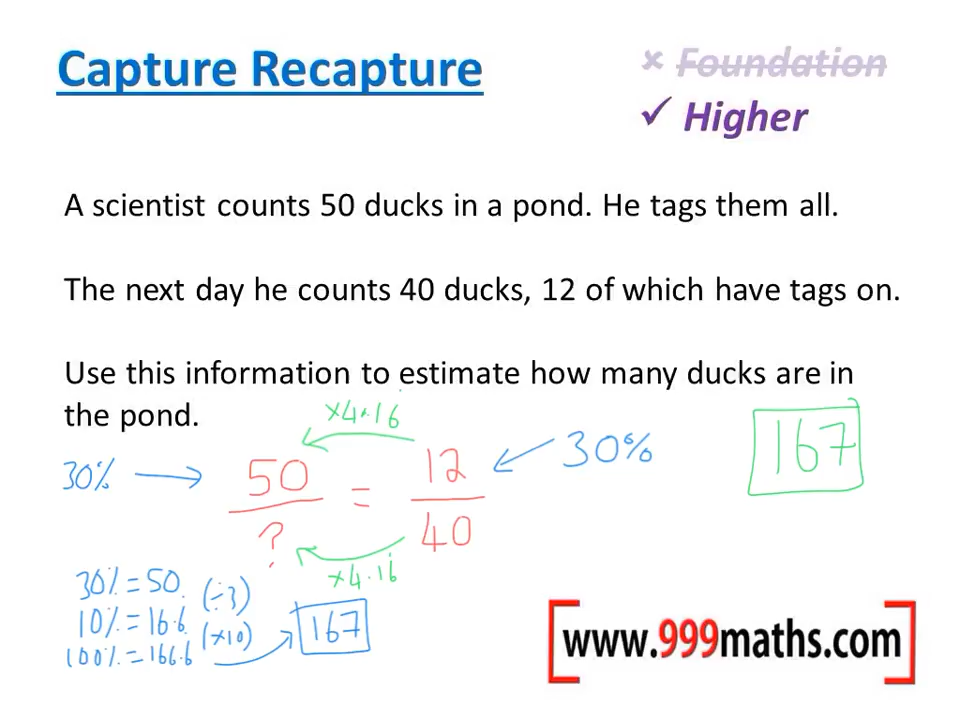 Capture Recapture
× Foundation
✓ Higher
A scientist counts 50 ducks in a pond. He tags them all.
The next day he counts 40 ducks, 12 of which have tags on.
Use this information to estimate how many ducks are in
the pond.
×4.16̇
30% → 50/? = 12/40 ← 30%
167
×4.16̇
30% = 50 (÷3)
10% = 16.6̇ (×10)
100% = 166.6̇ → 167
www.999maths.com